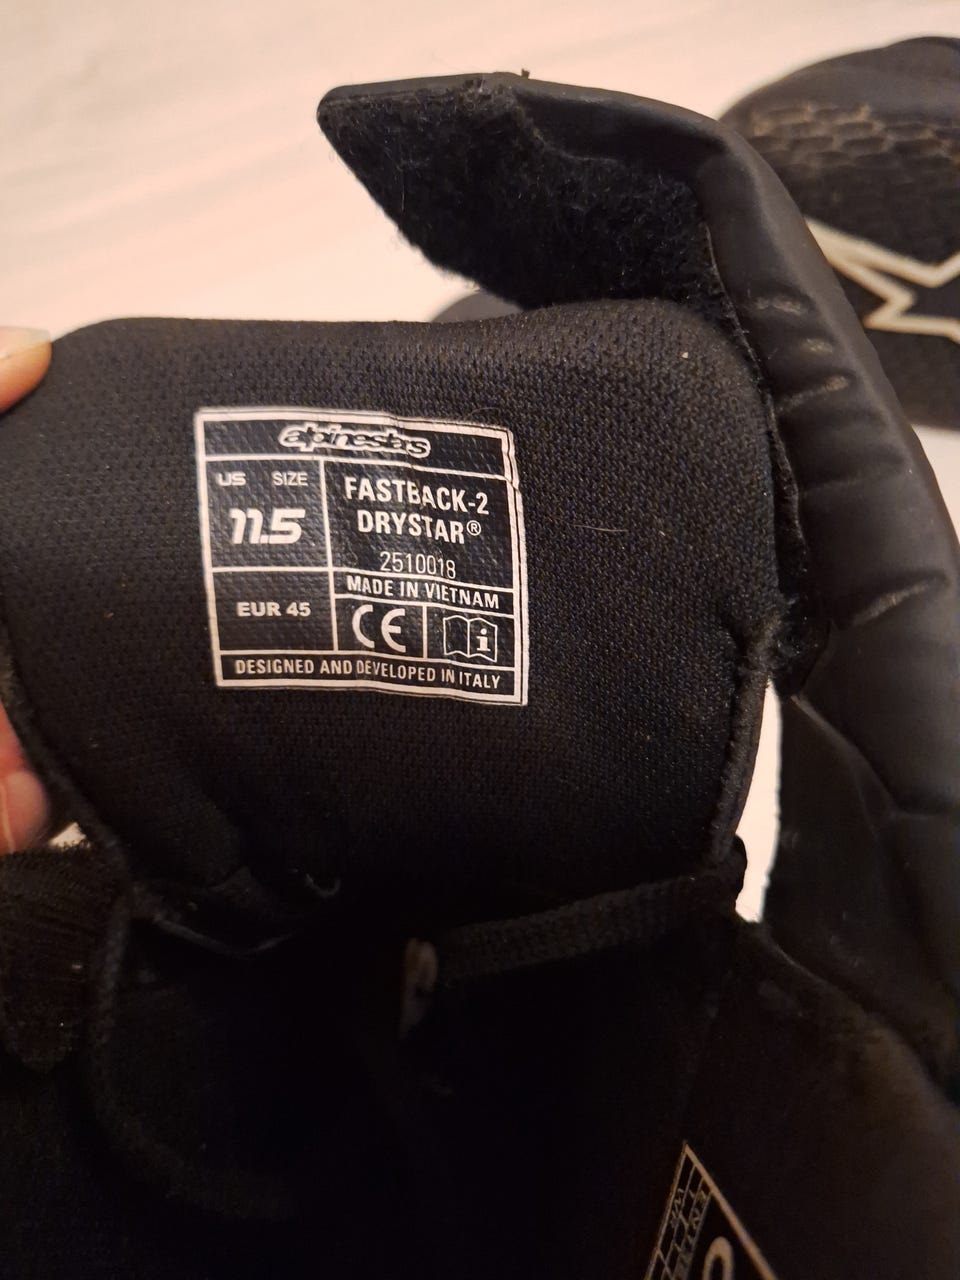 alpinestars
US SIZE
11.5
EUR 45
FASTBACK-2
DRYSTAR®
2510018
MADE IN VIETNAM
CE
i
DESIGNED AND DEVELOPED IN ITALY